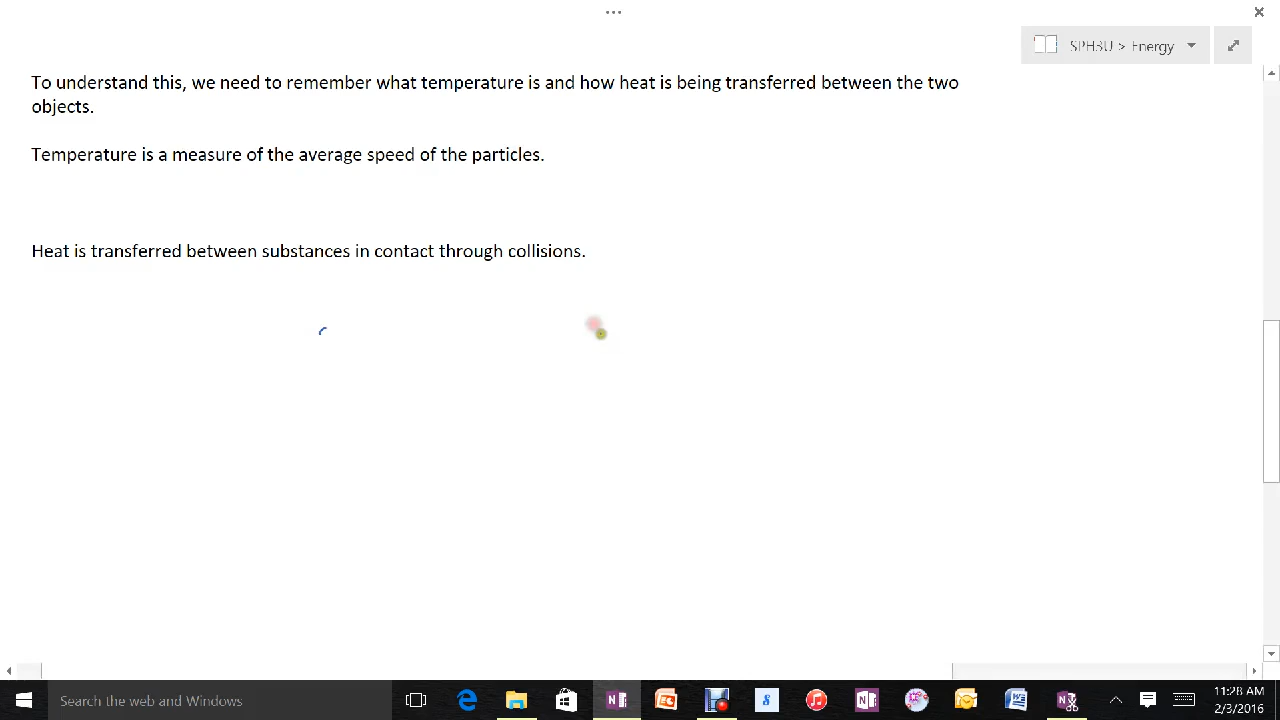 SPH3U > Energy
To understand this, we need to remember what temperature is and how heat is being transferred between the two
objects.
Temperature is a measure of the average speed of the particles.
Heat is transferred between substances in contact through collisions.
Search the web and Windows
11:28 AM
2/3/2016